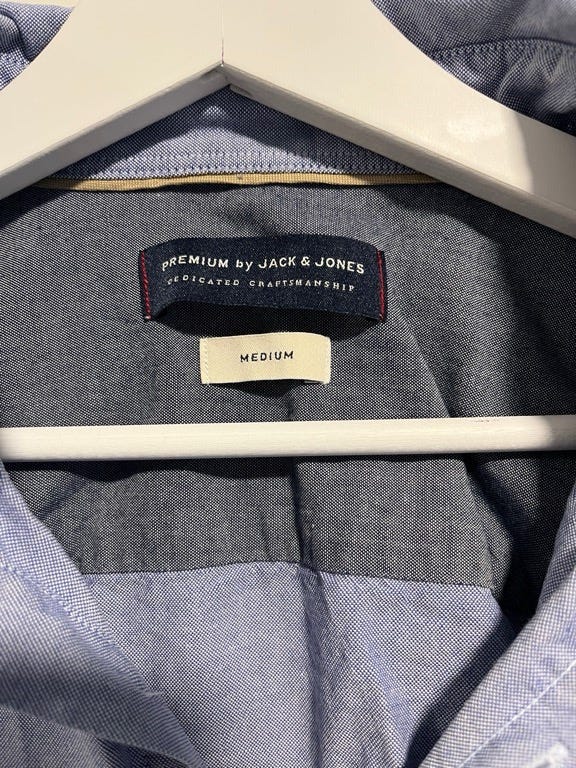 PREMIUM by JACK & JONES
DEDICATED CRAFTSMANSHIP
MEDIUM